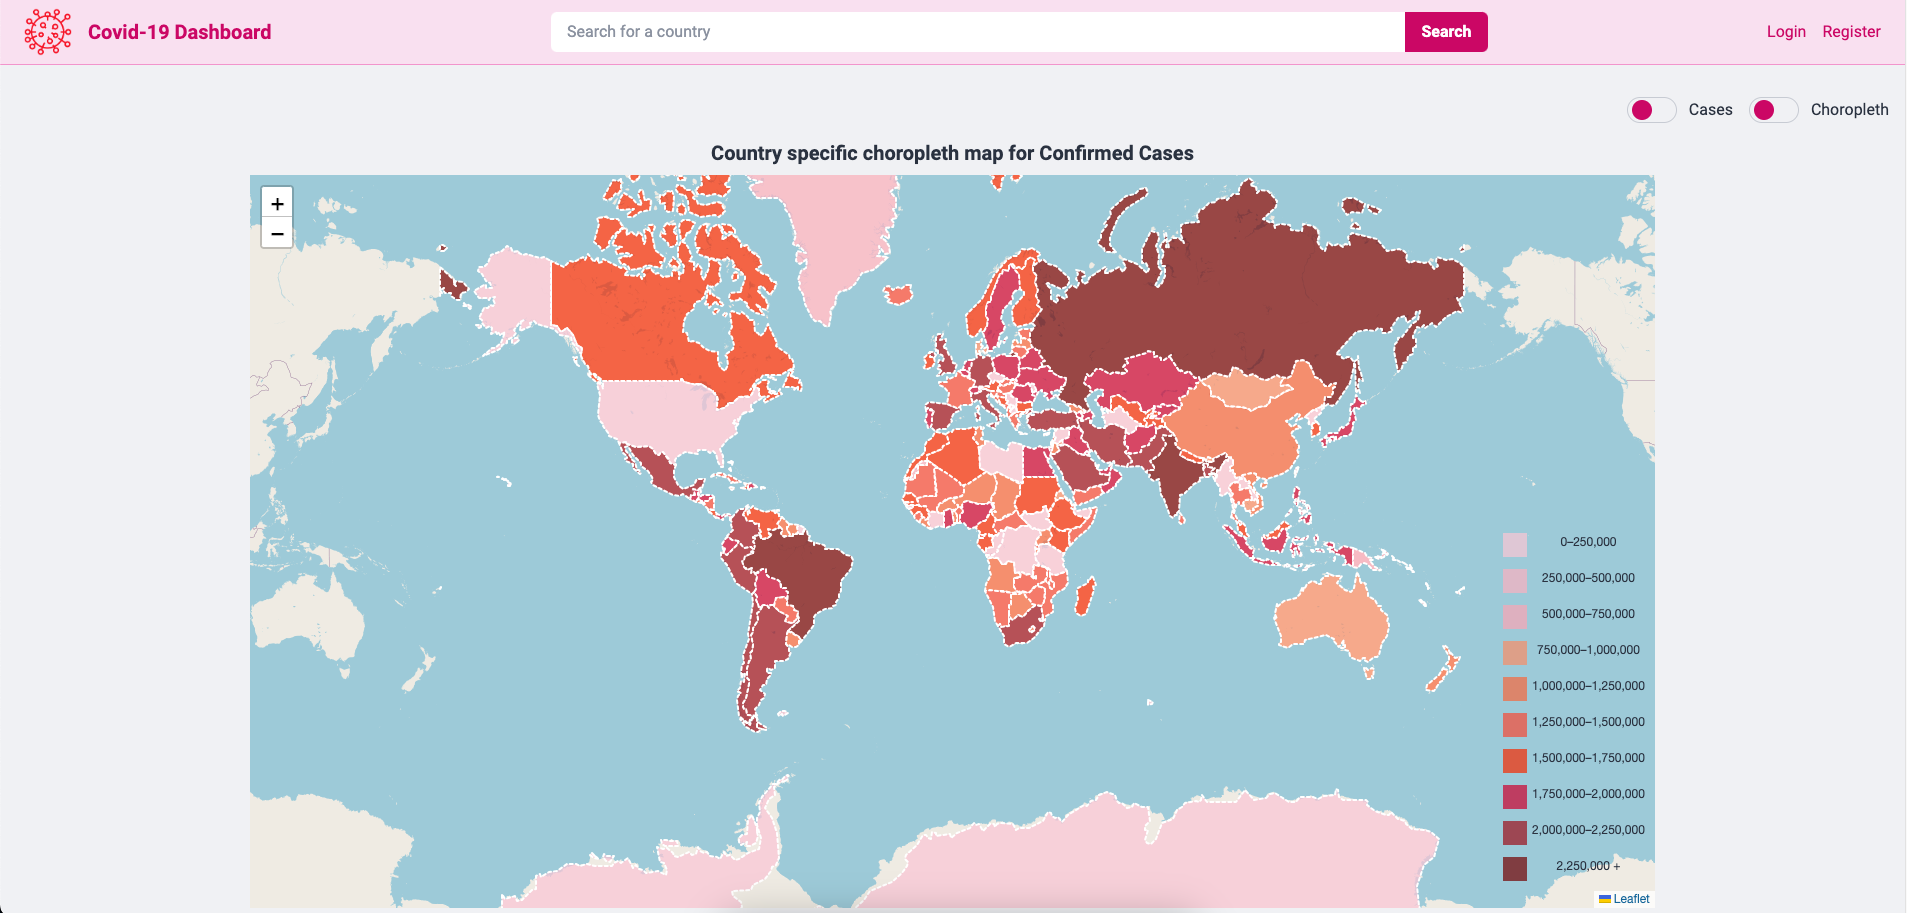 Covid-19 Dashboard
Search for a country
Search
Login
Register
Cases
Choropleth
Country specific choropleth map for Confirmed Cases
+
−
0–250,000
250,000–500,000
500,000–750,000
750,000–1,000,000
1,000,000–1,250,000
1,250,000–1,500,000
1,500,000–1,750,000
1,750,000–2,000,000
2,000,000–2,250,000
2,250,000 +
Leaflet